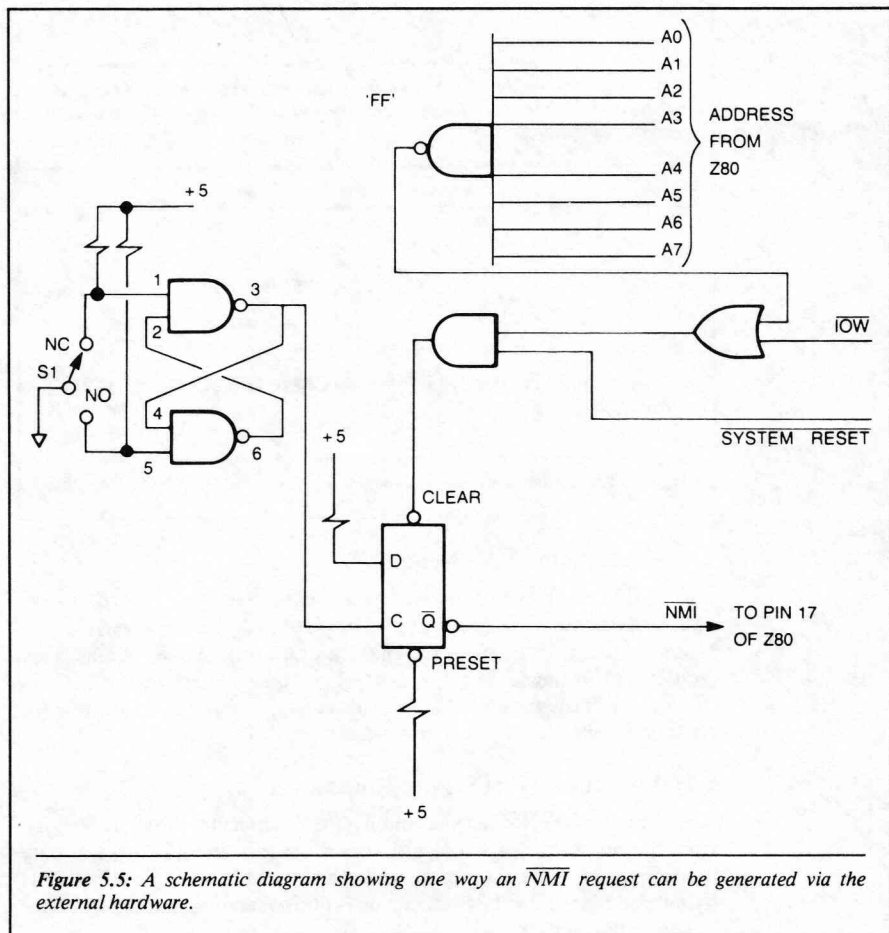 A0
A1
A2
'FF'
A3
ADDRESS
FROM
Z80
A4
A5
A6
A7
+5
1
3
2
NC
S1
NO
4
5
6
IOW
SYSTEM RESET
+5
CLEAR
D
C
Q
NMI
TO PIN 17
OF Z80
PRESET
+5
Figure 5.5: A schematic diagram showing one way an NMI request can be generated via the
external hardware.